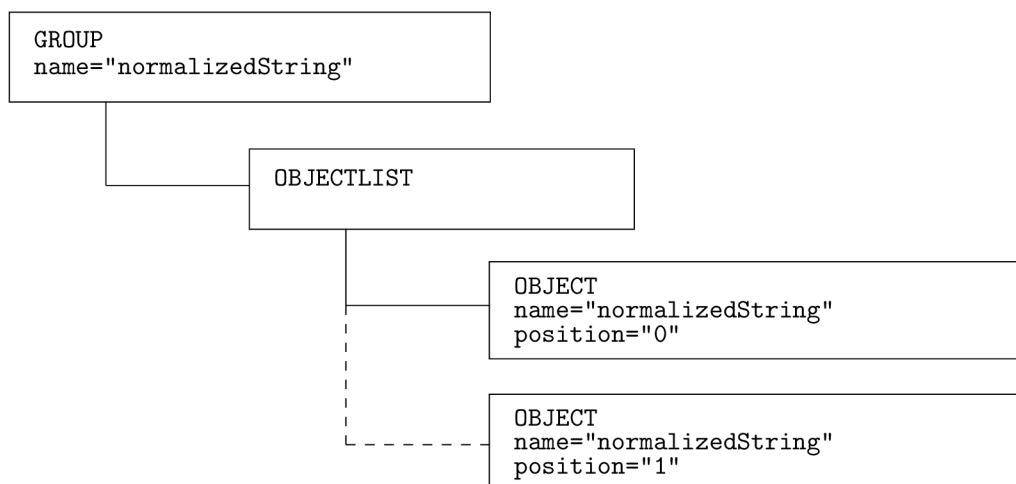 GROUP
name="normalizedString"
OBJECTLIST
OBJECT
name="normalizedString"
position="0"
OBJECT
name="normalizedString"
position="1"